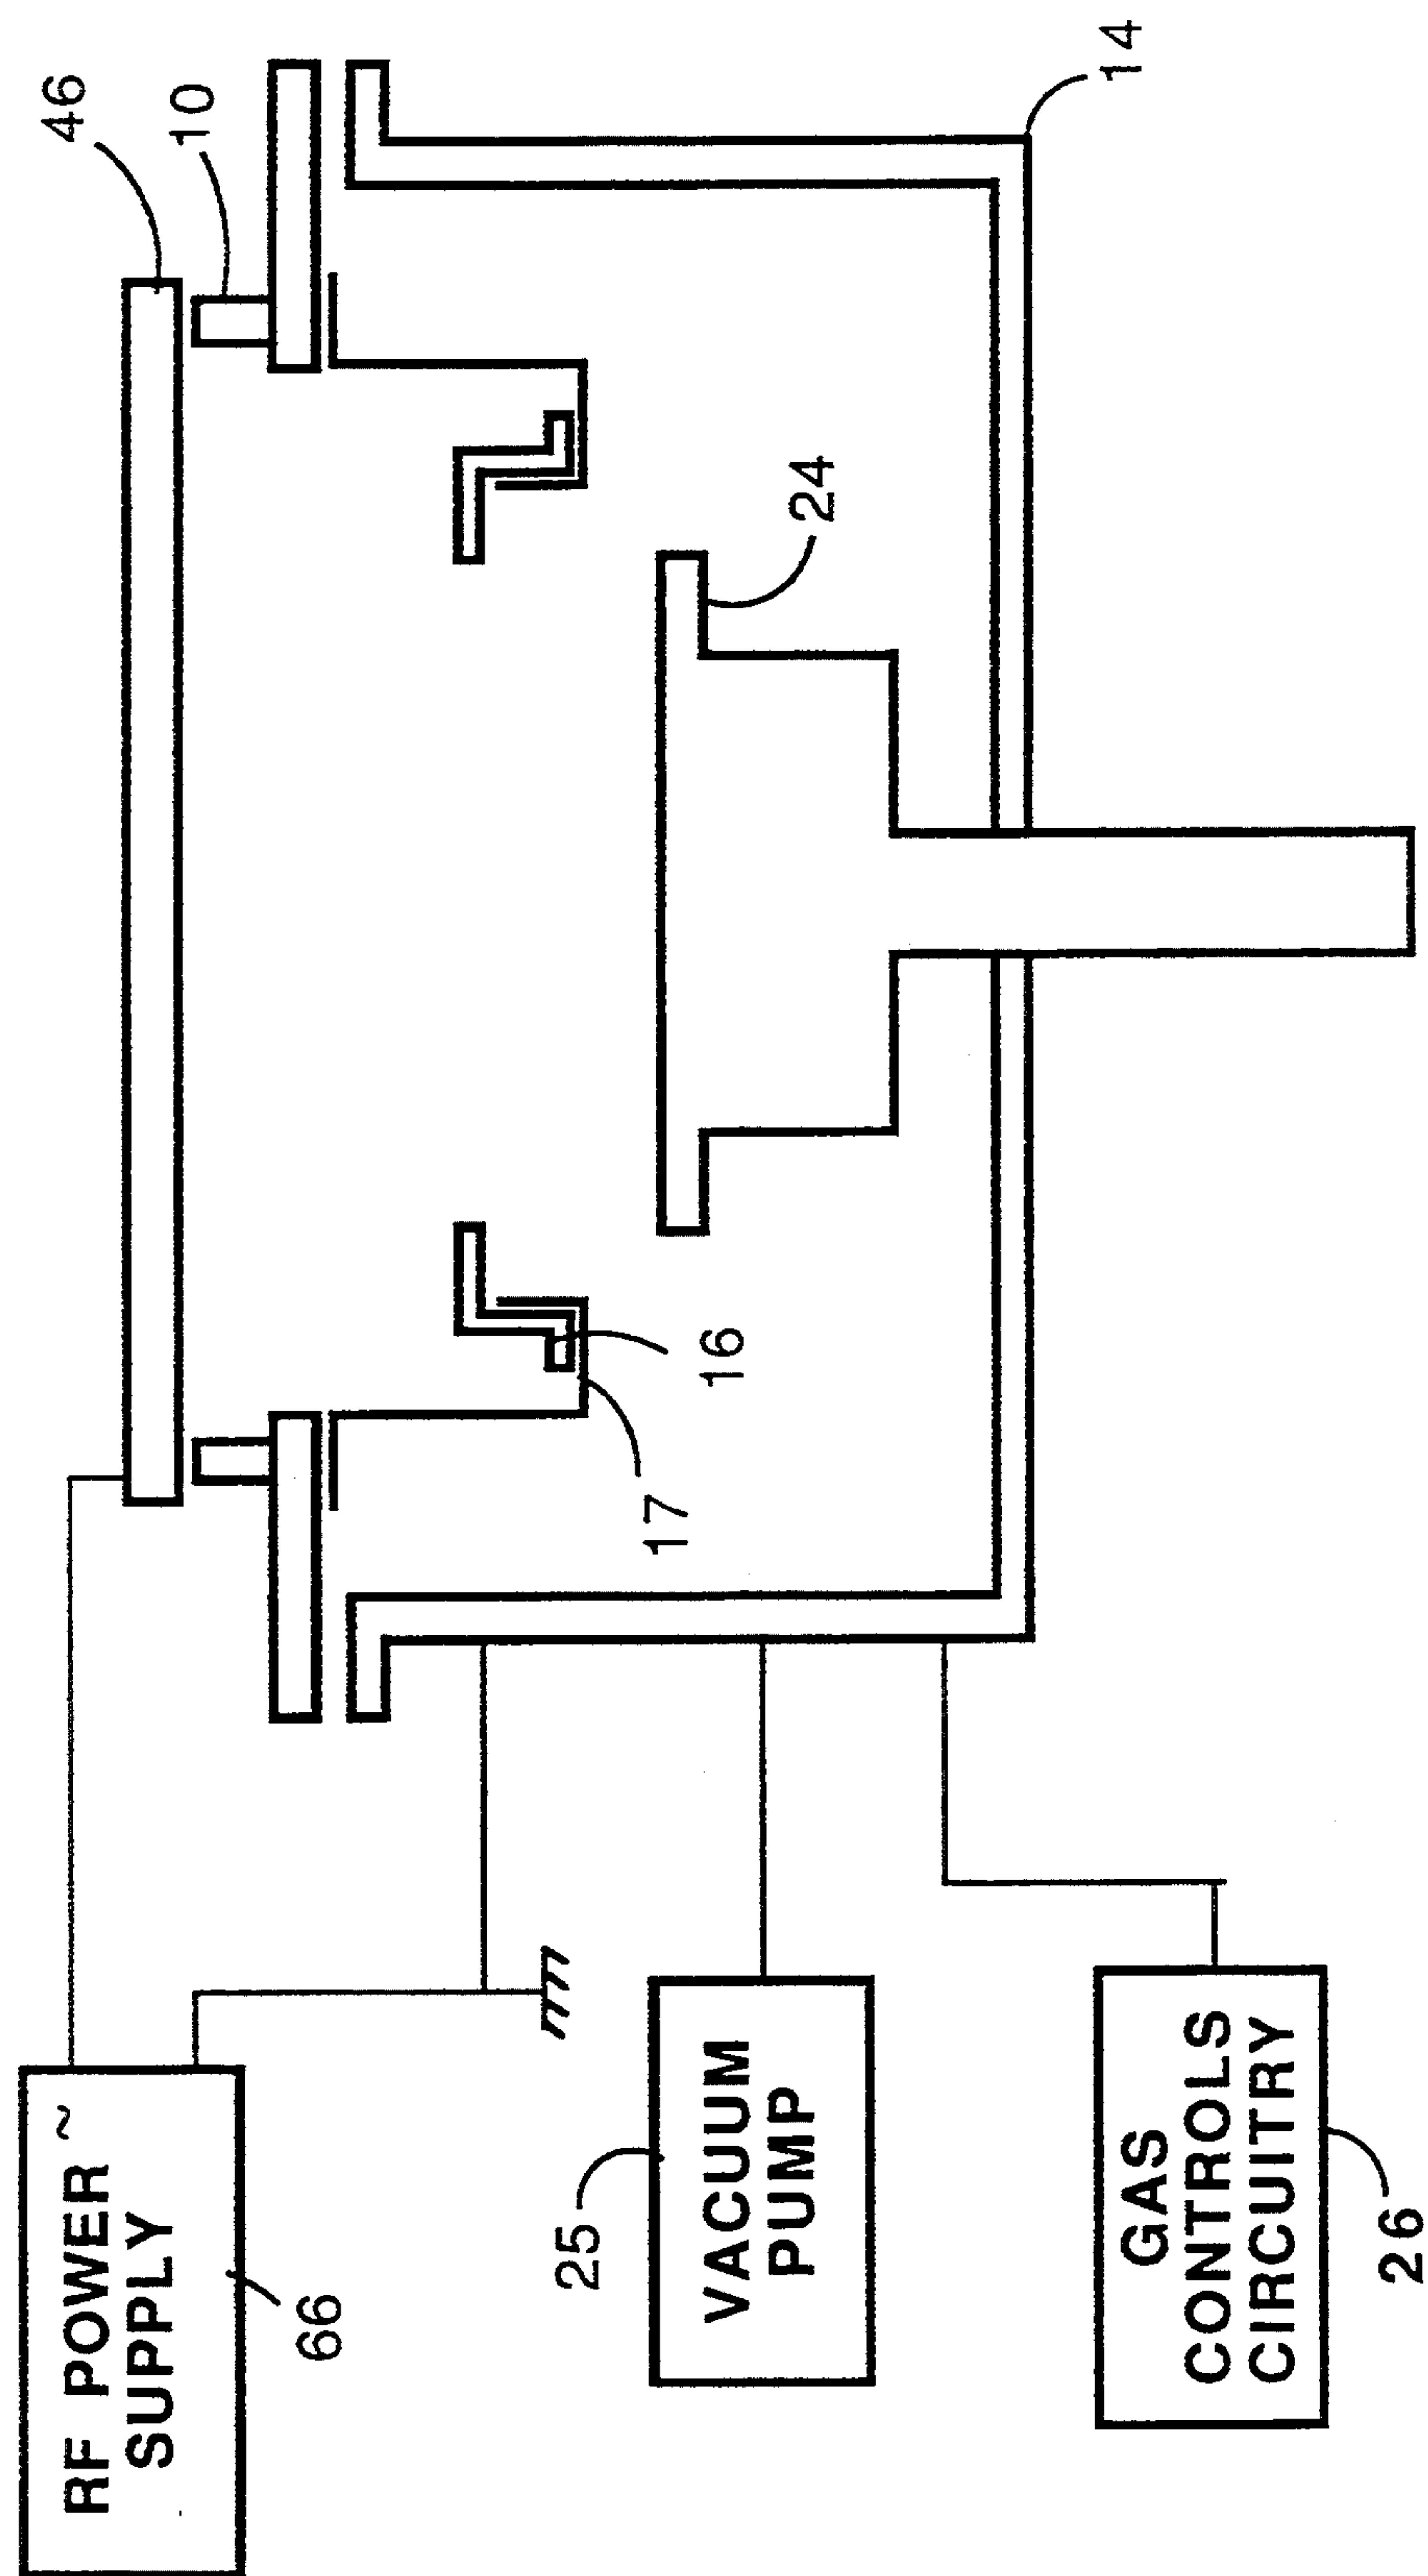 RF POWER ~
SUPPLY
66
46
10
25
VACUUM
PUMP
17
16
24
GAS
CONTROLS
CIRCUITRY
26
14